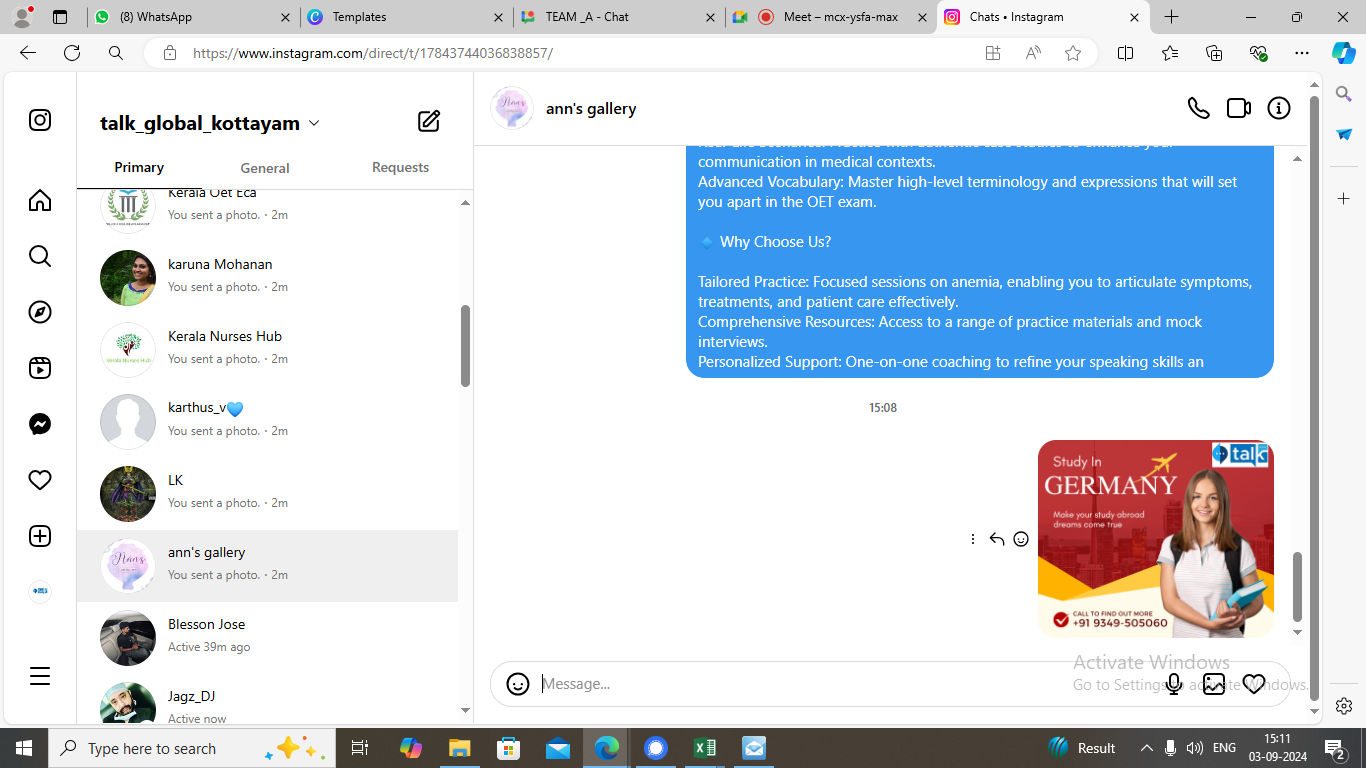 (8) WhatsApp
Templates
TEAM _A - Chat
Meet – mcx-ysfa-max
Chats • Instagram
https://www.instagram.com/direct/t/17843744036838857/
talk_global_kottayam
Primary
General
Requests
Kerala Oet Eca
You sent a photo. · 2m
karuna Mohanan
You sent a photo. · 2m
Kerala Nurses Hub
You sent a photo. · 2m
karthus_v
You sent a photo. · 2m
LK
You sent a photo. · 2m
ann's gallery
You sent a photo. · 2m
Blesson Jose
Active 39m ago
Jagz_DJ
Active now
ann's gallery
communication in medical contexts.
Advanced Vocabulary: Master high-level terminology and expressions that will set
you apart in the OET exam.
Why Choose Us?
Tailored Practice: Focused sessions on anemia, enabling you to articulate symptoms,
treatments, and patient care effectively.
Comprehensive Resources: Access to a range of practice materials and mock
interviews.
Personalized Support: One-on-one coaching to refine your speaking skills an
15:08
talk
Study In
GERMANY
Make your study abroad
dreams come true
CALL TO FIND OUT MORE
+91 9349-505060
Message...
Activate Windows
Go to Settings to activate Windows.
Type here to search
Result
ENG
15:11
03-09-2024
2